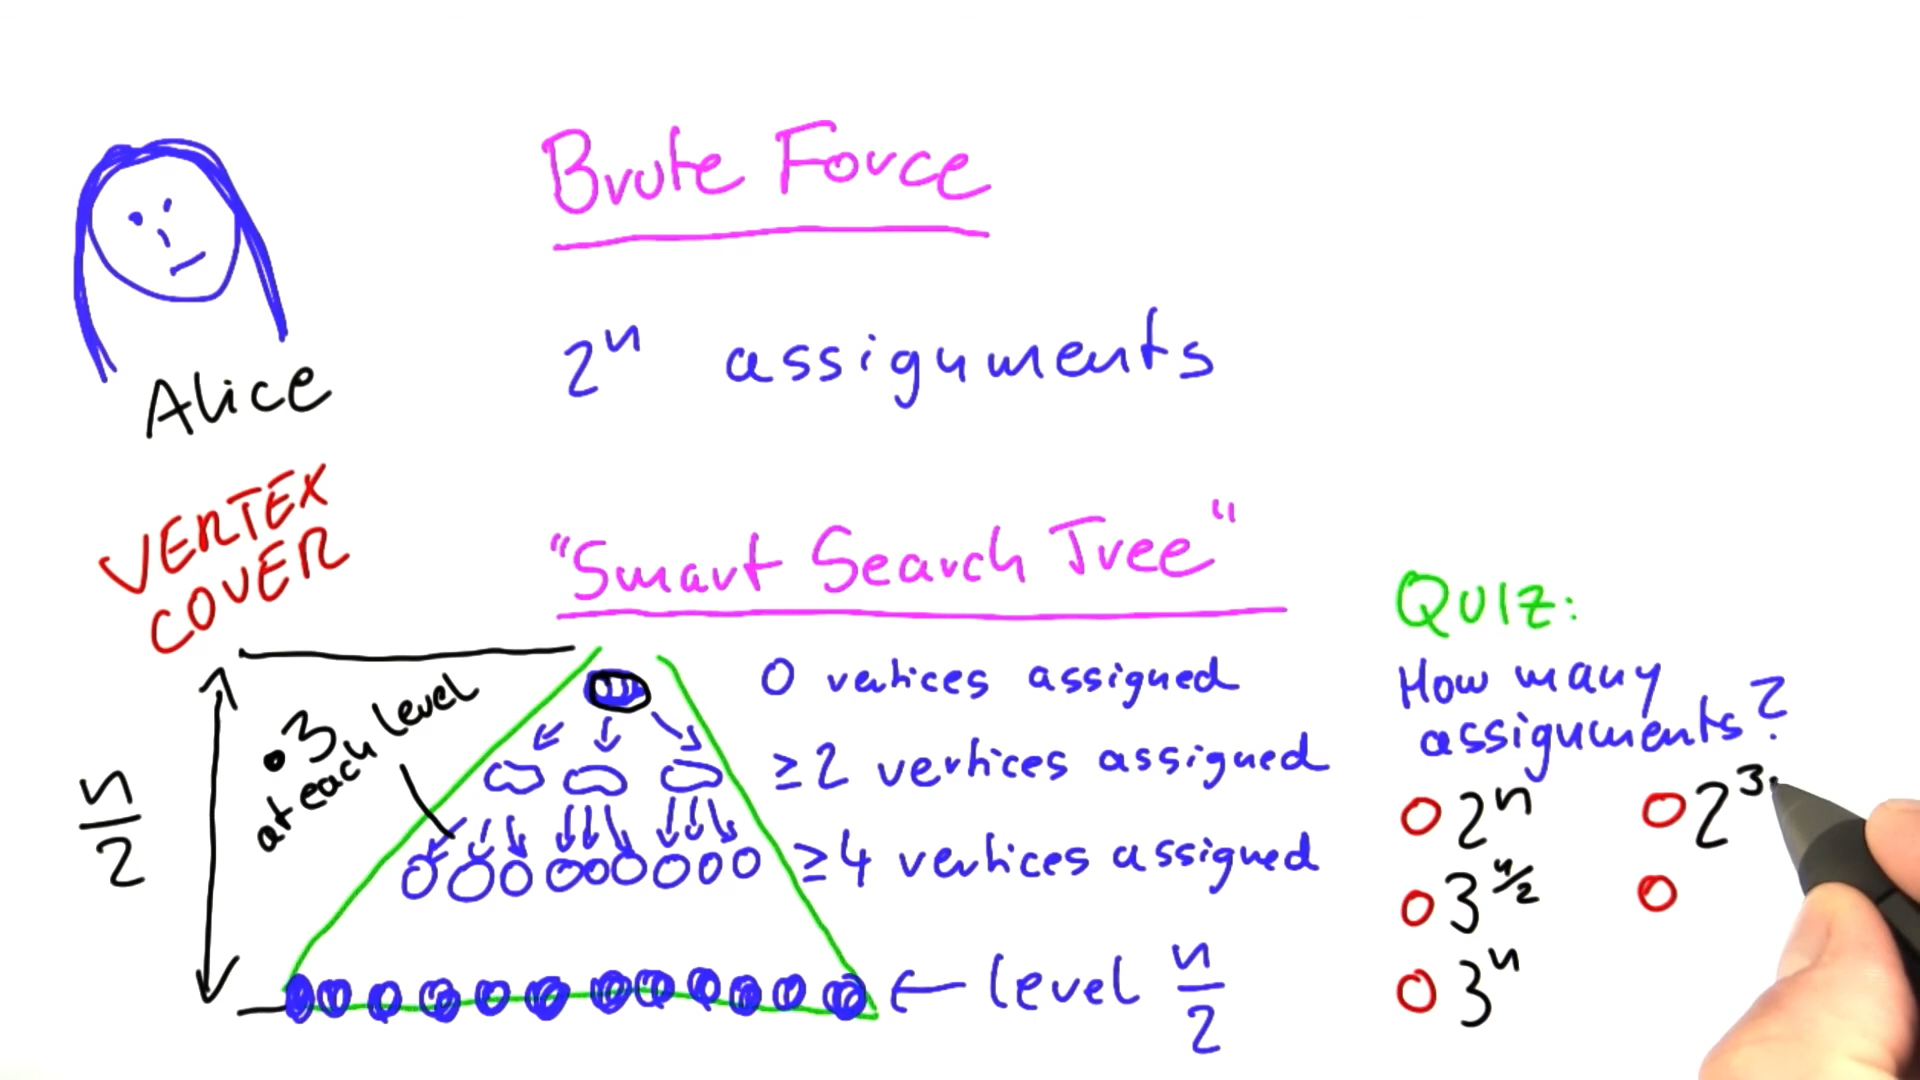 Brute Force
2^n assignments
Alice
VERTEX
COVER
"Smart Search Tree"
0 vertices assigned
≥2 vertices assigned
≥4 vertices assigned
← level n/2
n/2
•3
at each level
QUIZ:
How many
assignments?
2^n
3^n/2
3^n
2^3